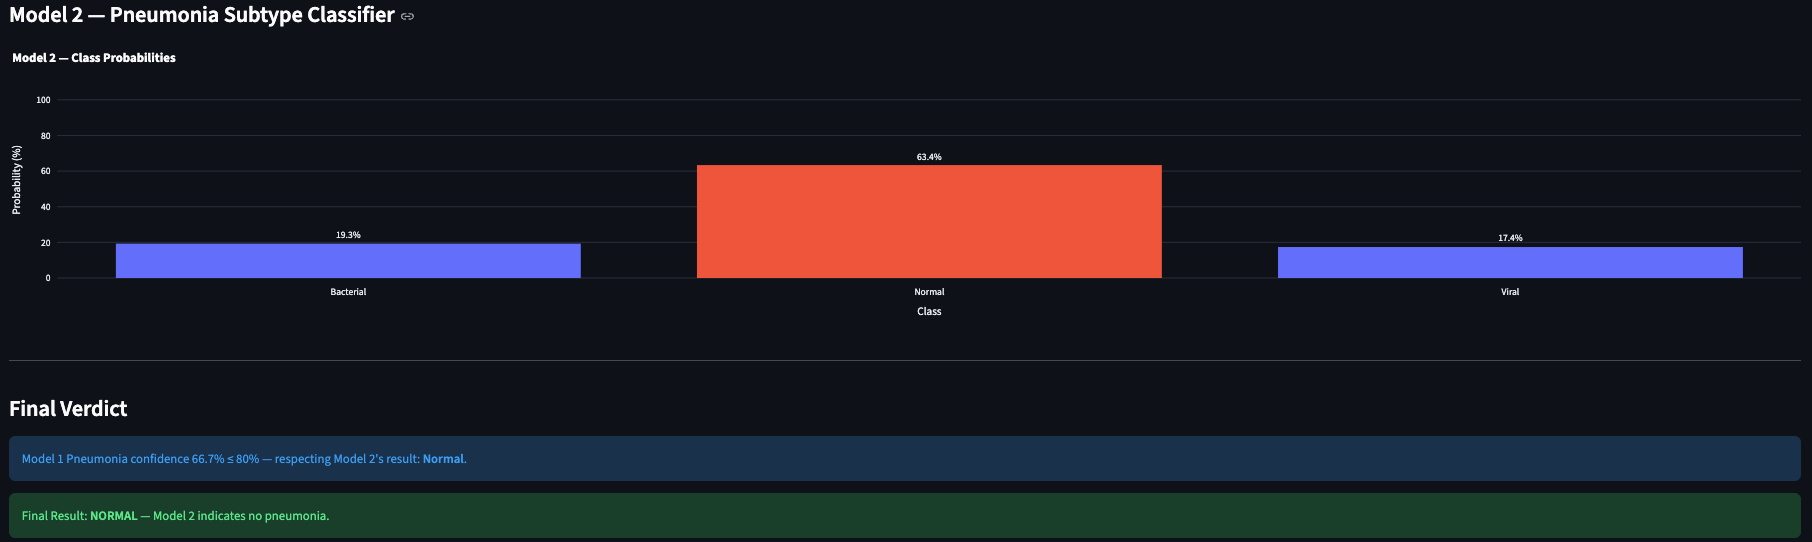 Model 2 — Pneumonia Subtype Classifier
Model 2 — Class Probabilities
Probability (%)
100
80
60
40
20
0
19.3%
63.4%
17.4%
Bacterial
Normal
Viral
Class
Final Verdict
Model 1 Pneumonia confidence 66.7% ≤ 80% — respecting Model 2's result: Normal.
Final Result: NORMAL — Model 2 indicates no pneumonia.